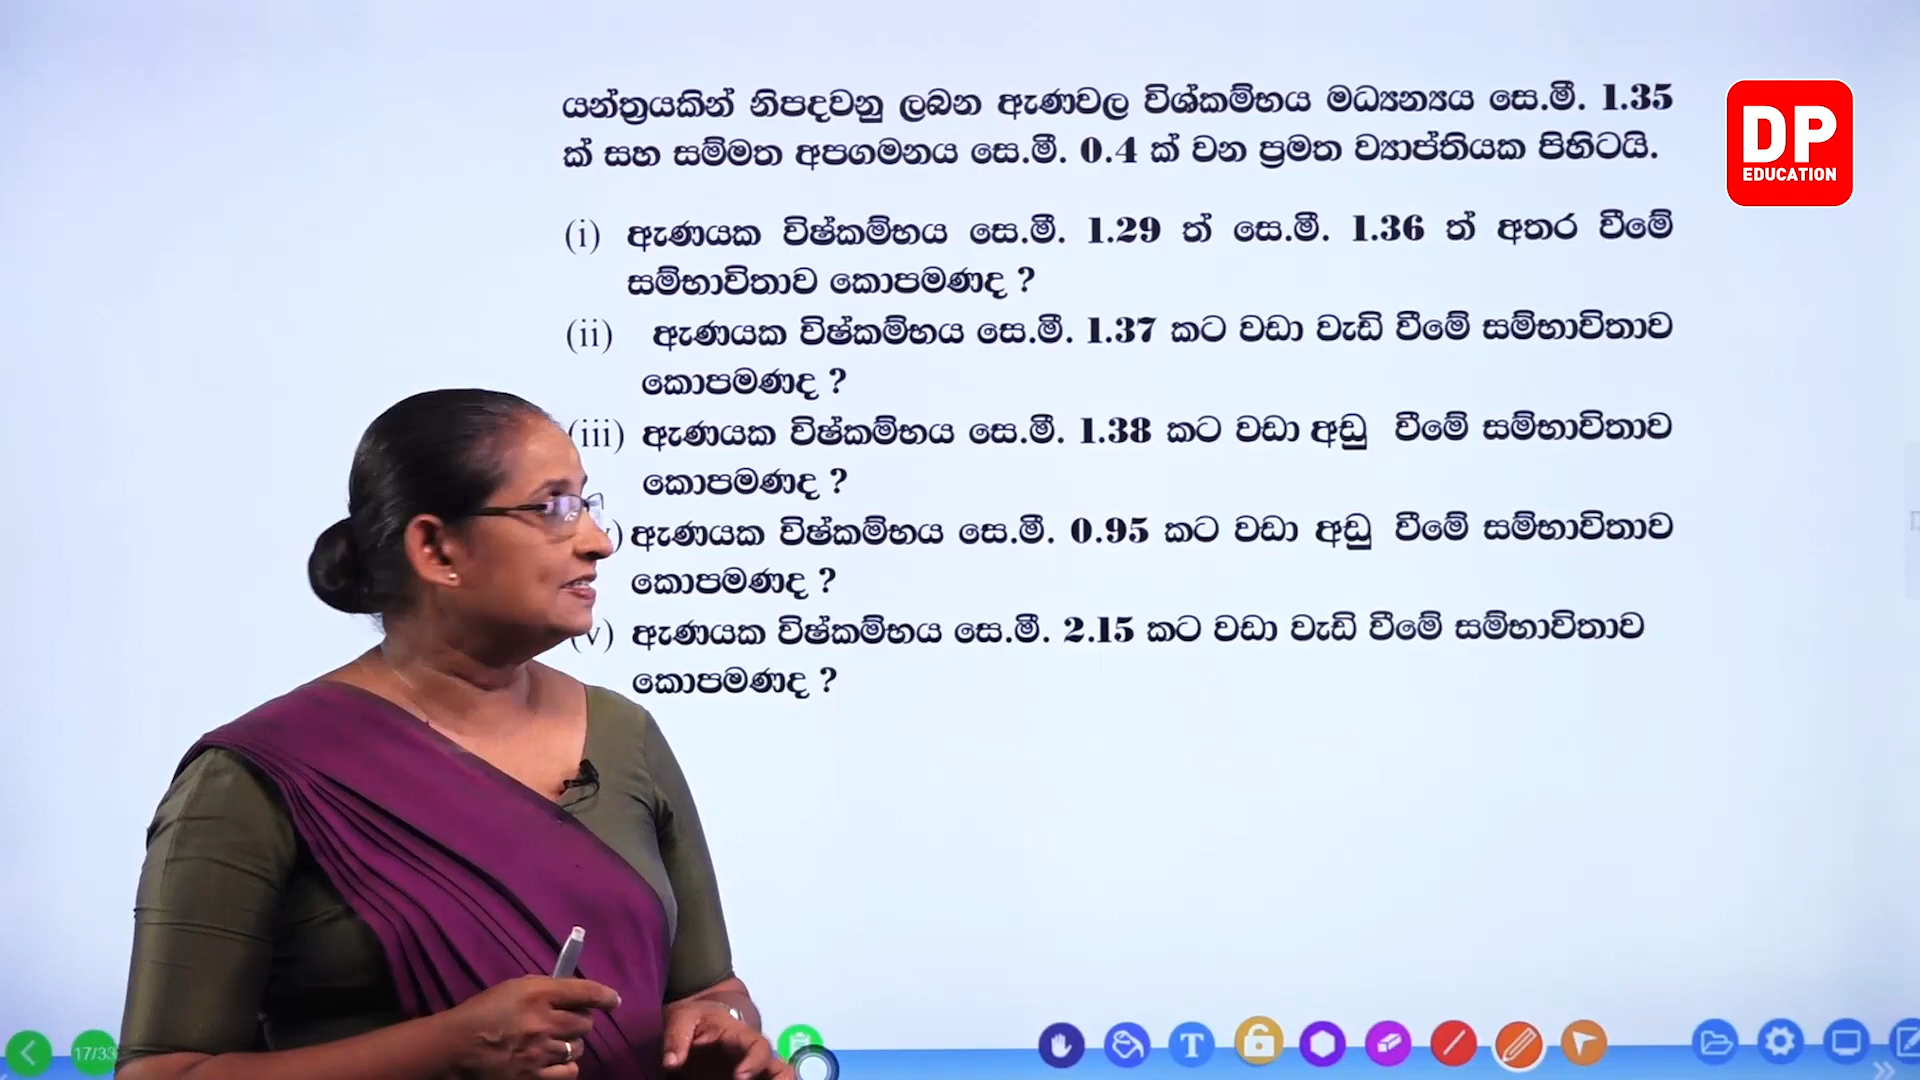 යන්ත්‍රයකින් නිපදවනු ලබන ඇණවල විශ්කම්භය මධ්‍යන්‍යය සෙ.මී. 1.35
ක් සහ සම්මත අපගමනය සෙ.මී. 0.4 ක් වන ප්‍රමත ව්‍යාප්තියක පිහිටයි.
(i) ඇණයක විෂ්කම්භය සෙ.මී. 1.29 ත් සෙ.මී. 1.36 ත් අතර වීමේ
සම්භාවිතාව කොපමණද ?
(ii) ඇණයක විෂ්කම්භය සෙ.මී. 1.37 කට වඩා වැඩි වීමේ සම්භාවිතාව
කොපමණද ?
(iii) ඇණයක විෂ්කම්භය සෙ.මී. 1.38 කට වඩා අඩු වීමේ සම්භාවිතාව
කොපමණද ?
) ඇණයක විෂ්කම්භය සෙ.මී. 0.95 කට වඩා අඩු වීමේ සම්භාවිතාව
කොපමණද ?
v) ඇණයක විෂ්කම්භය සෙ.මී. 2.15 කට වඩා වැඩි වීමේ සම්භාවිතාව
කොපමණද ?
DP
EDUCATION
17/33
T